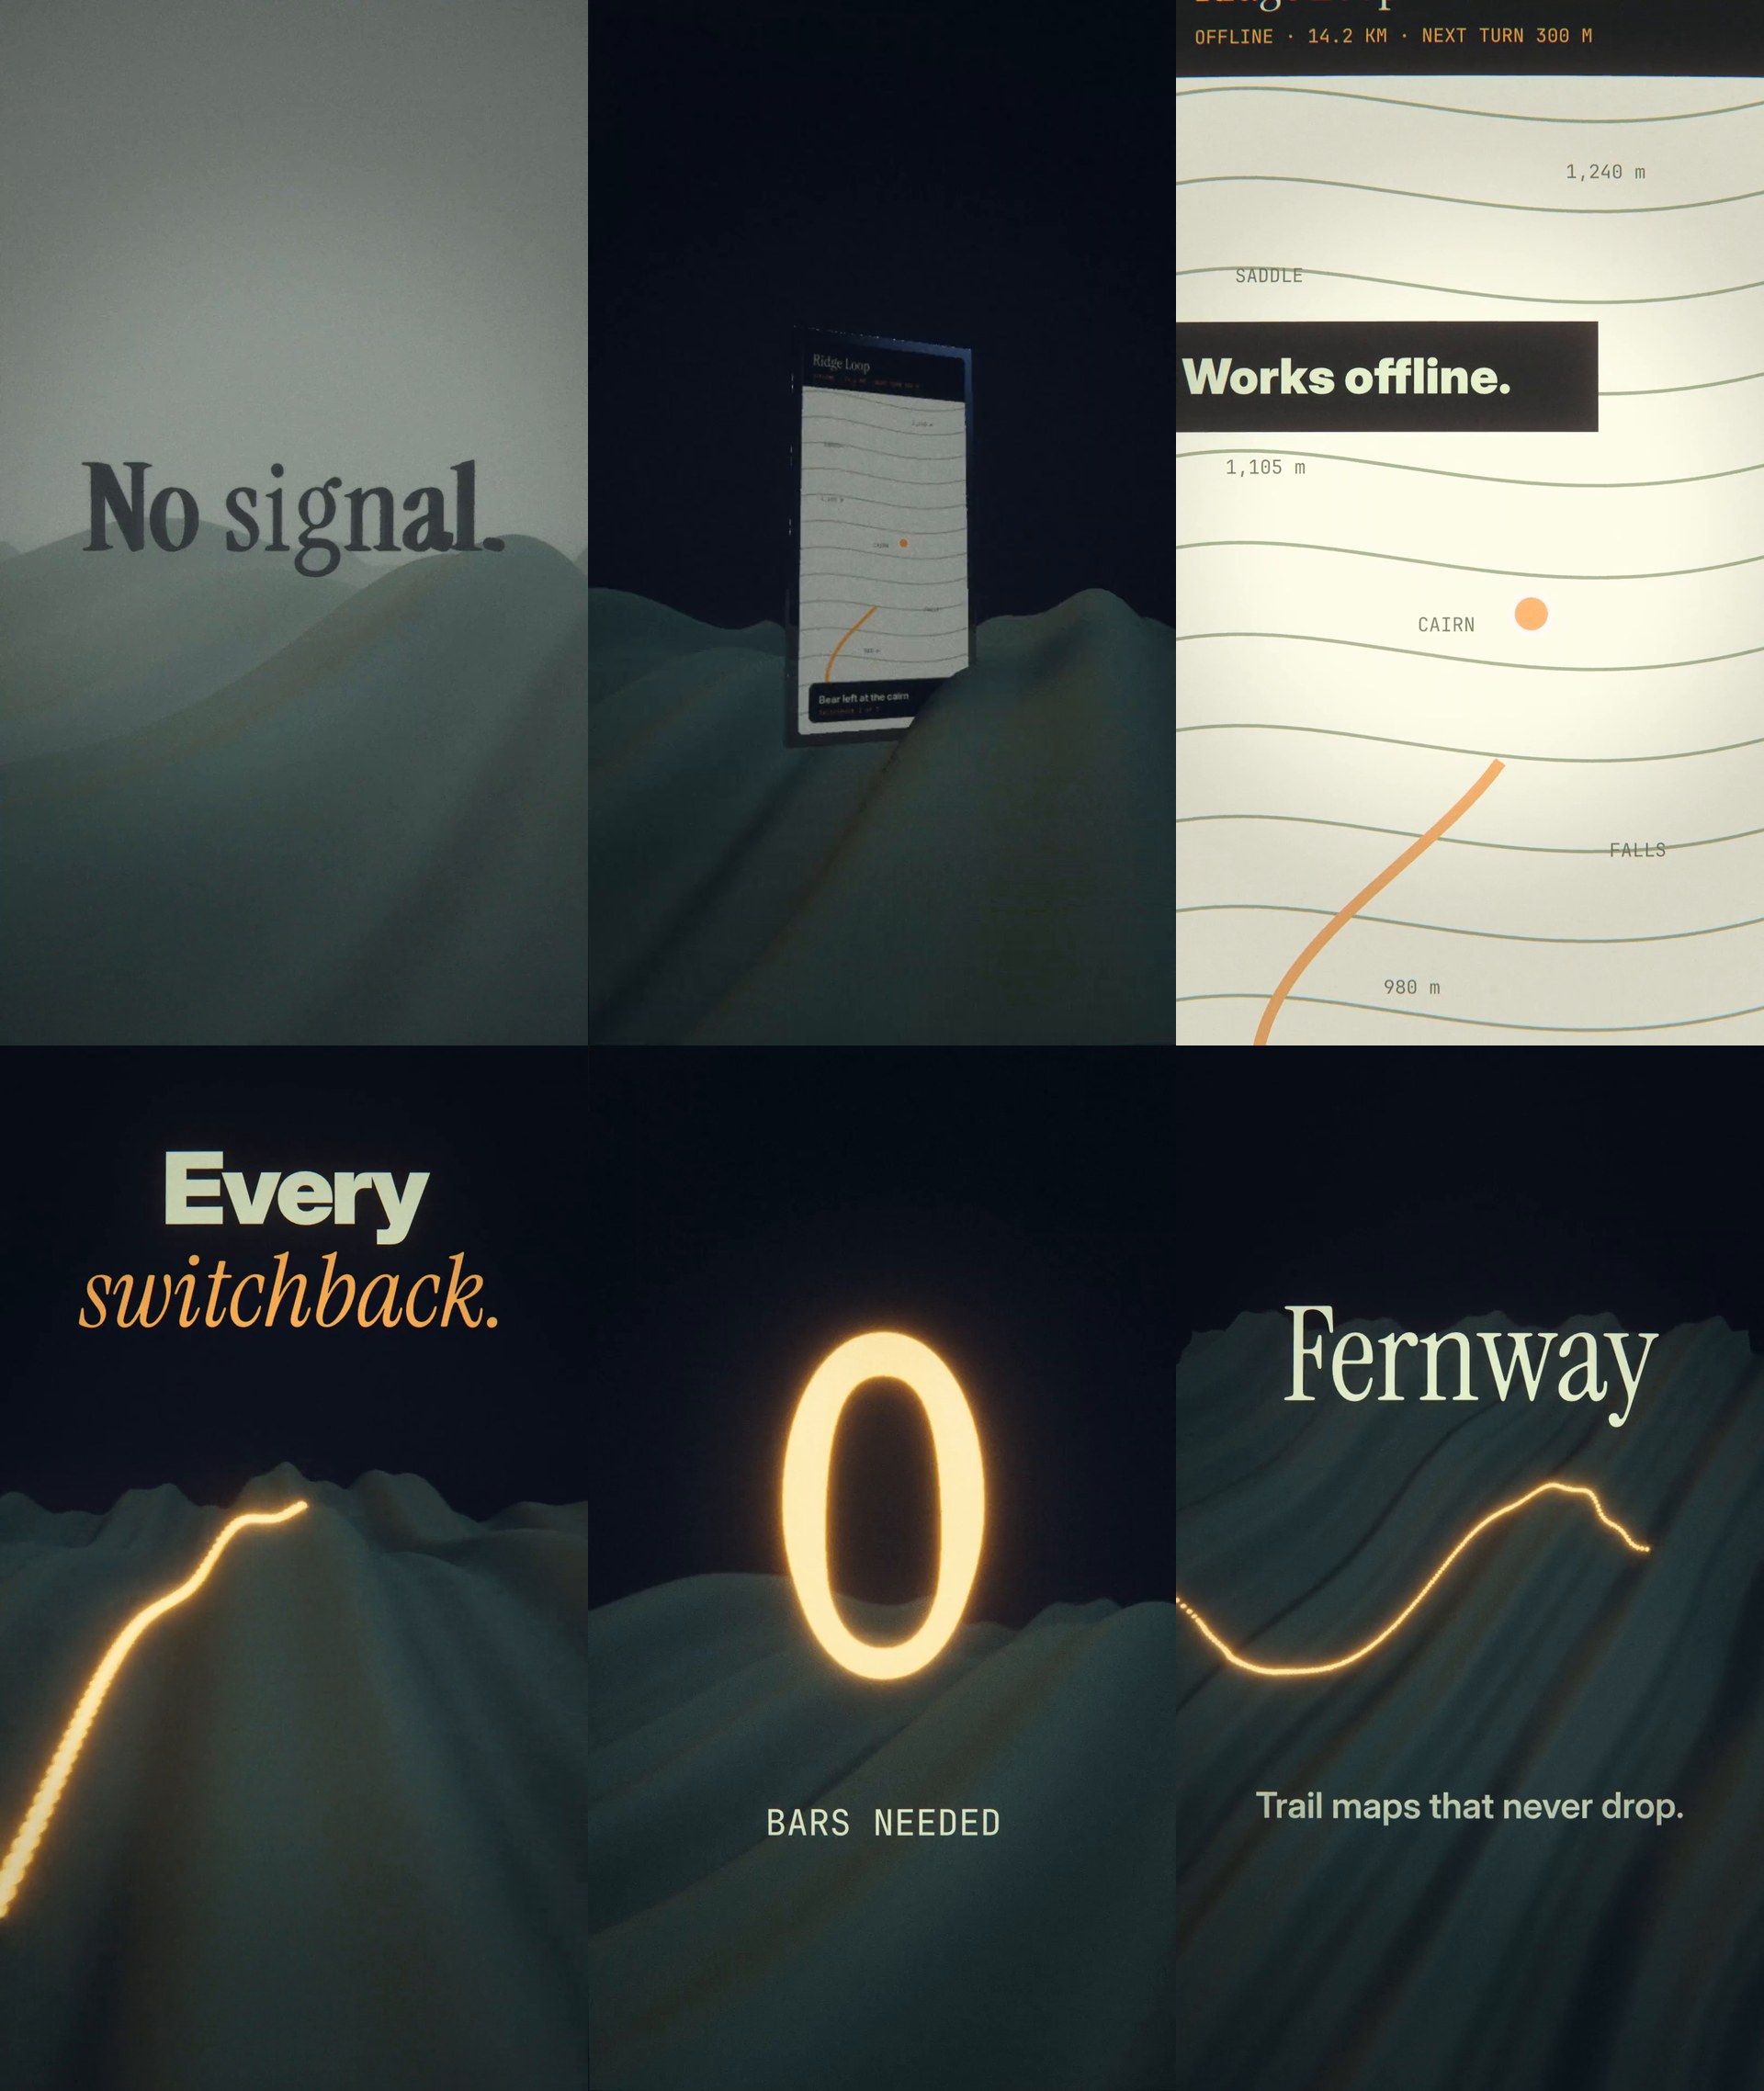 No signal.
Ridge Loop
Bear left at the cairn
OFFLINE · 14.2 KM · NEXT TURN 300 M
1,240 m
SADDLE
Works offline.
1,105 m
CAIRN
FALLS
980 m
Every
switchback.
0
BARS NEEDED
Fernway
Trail maps that never drop.